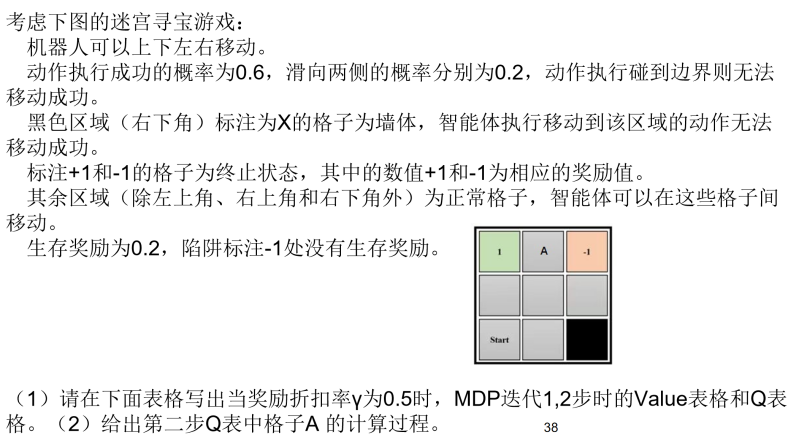 考虑下图的迷宫寻宝游戏：
机器人可以上下左右移动。
动作执行成功的概率为0.6，滑向两侧的概率分别为0.2，动作执行碰到边界则无法
移动成功。
黑色区域（右下角）标注为X的格子为墙体，智能体执行移动到该区域的动作无法
移动成功。
标注+1和-1的格子为终止状态，其中的数值+1和-1为相应的奖励值。
其余区域（除左上角、右上角和右下角外）为正常格子，智能体可以在这些格子间
移动。
生存奖励为0.2，陷阱标注-1处没有生存奖励。
1 A -1
Start
（1）请在下面表格写出当奖励折扣率γ为0.5时，MDP迭代1,2步时的Value表格和Q表
格。（2）给出第二步Q表中格子A 的计算过程。
38